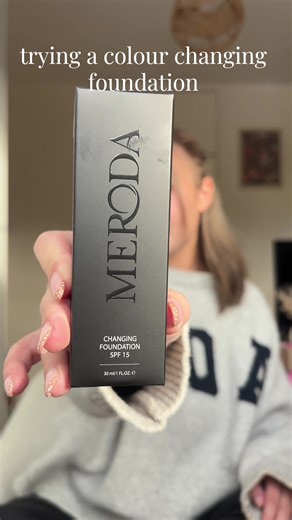 trying a colour changing
foundation
MERODA
CHANGING
FOUNDATION
SPF 15
30 ml/1 FL.OZ. e